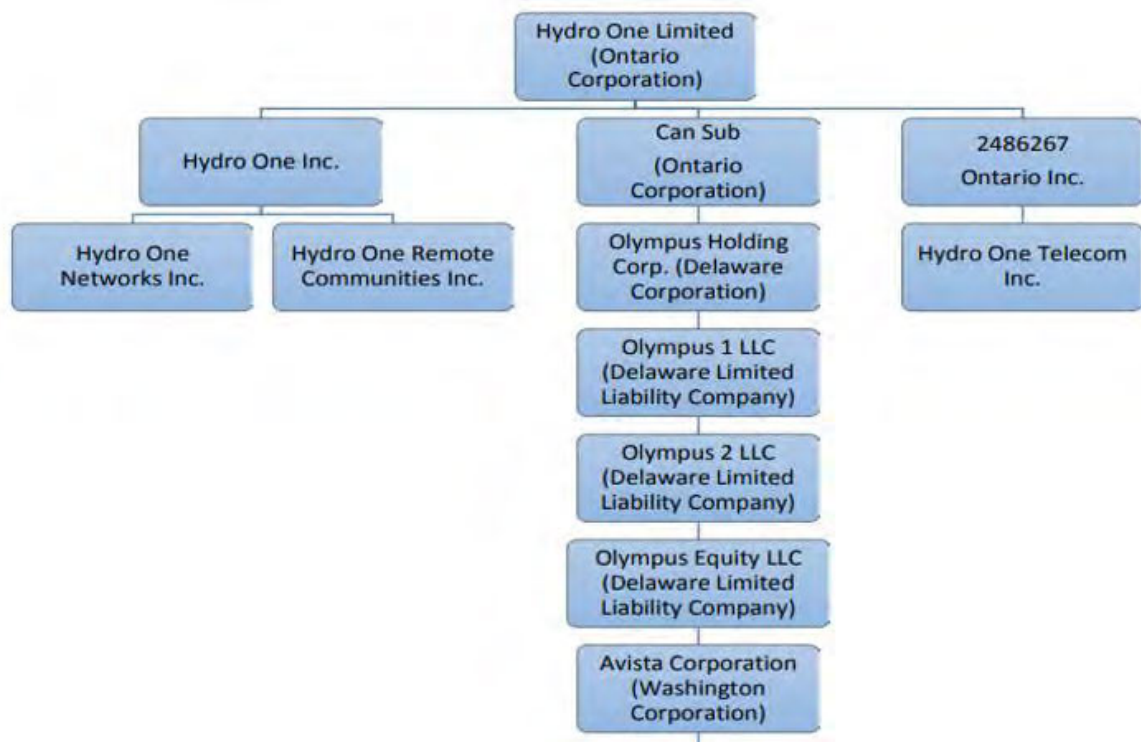 Hydro One Limited
(Ontario
Corporation)
Hydro One Inc.
Can Sub
(Ontario
Corporation)
2486267
Ontario Inc.
Hydro One
Networks Inc.
Hydro One Remote
Communities Inc.
Olympus Holding
Corp. (Delaware
Corporation)
Hydro One Telecom
Inc.
Olympus 1 LLC
(Delaware Limited
Liability Company)
Olympus 2 LLC
(Delaware Limited
Liability Company)
Olympus Equity LLC
(Delaware Limited
Liability Company)
Avista Corporation
(Washington
Corporation)